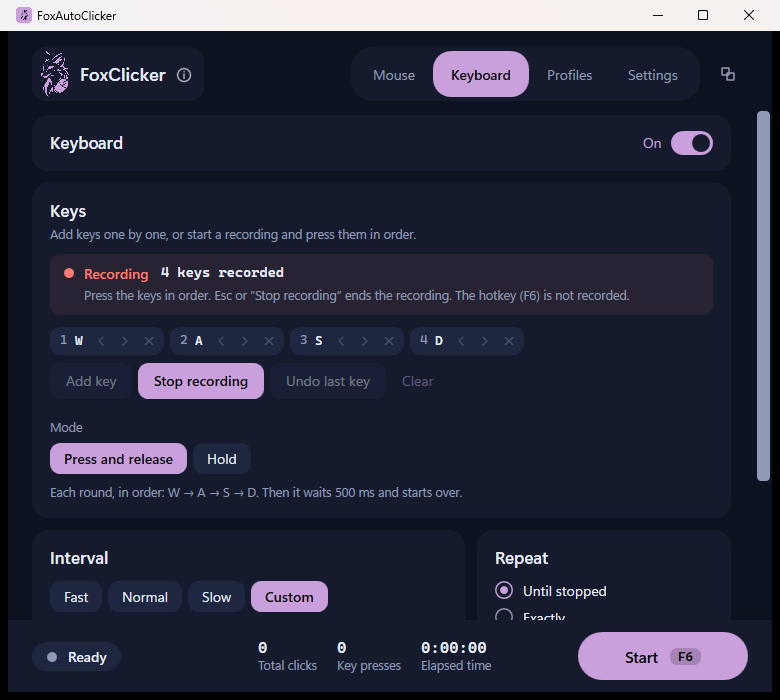 FoxAutoClicker
FoxClicker
Mouse Keyboard Profiles Settings
Keyboard On
Keys
Add keys one by one, or start a recording and press them in order.
Recording 4 keys recorded
Press the keys in order. Esc or “Stop recording” ends the recording. The hotkey (F6) is not recorded.
1 W 2 A 3 S 4 D
Add key Stop recording Undo last key Clear
Mode
Press and release Hold
Each round, in order: W → A → S → D. Then it waits 500 ms and starts over.
Interval
Fast Normal Slow Custom
Repeat
Until stopped
Exactly
Ready
0 0 0:00:00
Total clicks Key presses Elapsed time
Start F6